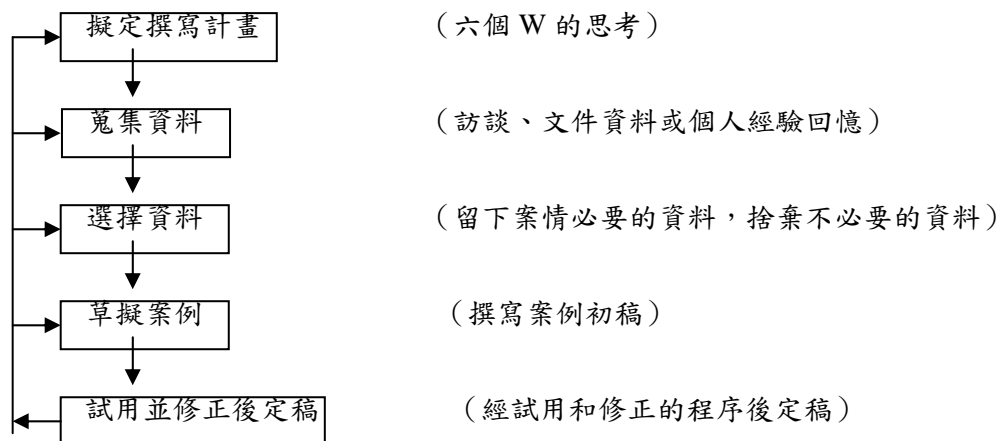 擬定撰寫計畫 （六個 W 的思考）
蒐集資料 （訪談、文件資料或個人經驗回憶）
選擇資料 （留下案情必要的資料，捨棄不必要的資料）
草擬案例 （撰寫案例初稿）
試用並修正後定稿 （經試用和修正的程序後定稿）